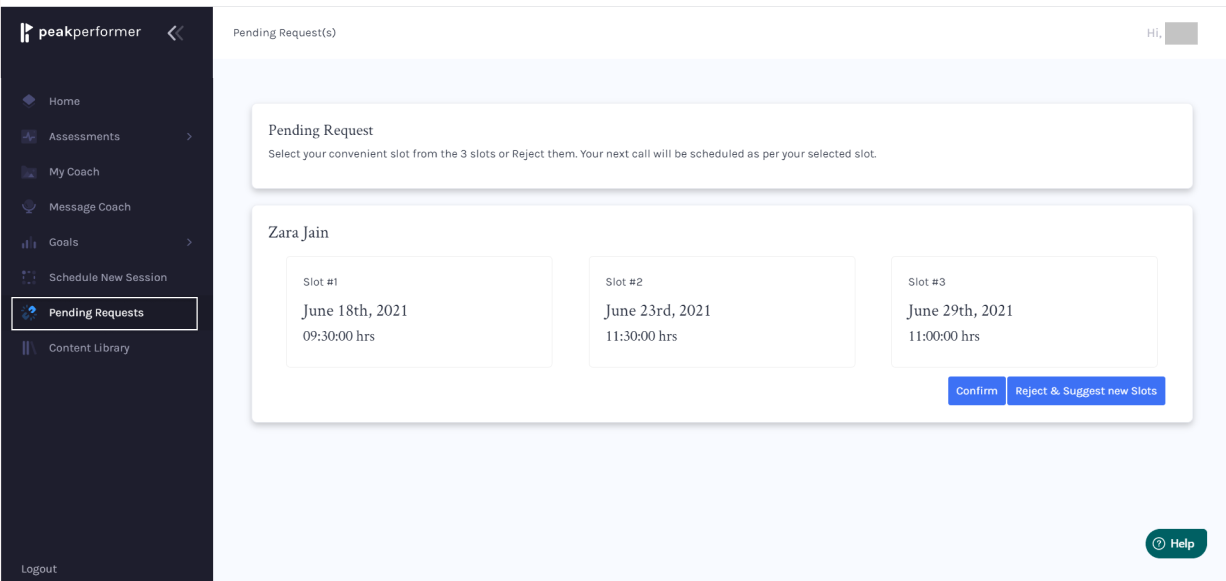 peakperformer
Pending Request(s)
Hi,
Home
Assessments
My Coach
Message Coach
Goals
Schedule New Session
Pending Requests
Content Library
Logout
Pending Request
Select your convenient slot from the 3 slots or Reject them. Your next call will be scheduled as per your selected slot.
Zara Jain
Slot #1
June 18th, 2021
09:30:00 hrs
Slot #2
June 23rd, 2021
11:30:00 hrs
Slot #3
June 29th, 2021
11:00:00 hrs
Confirm
Reject & Suggest new Slots
Help